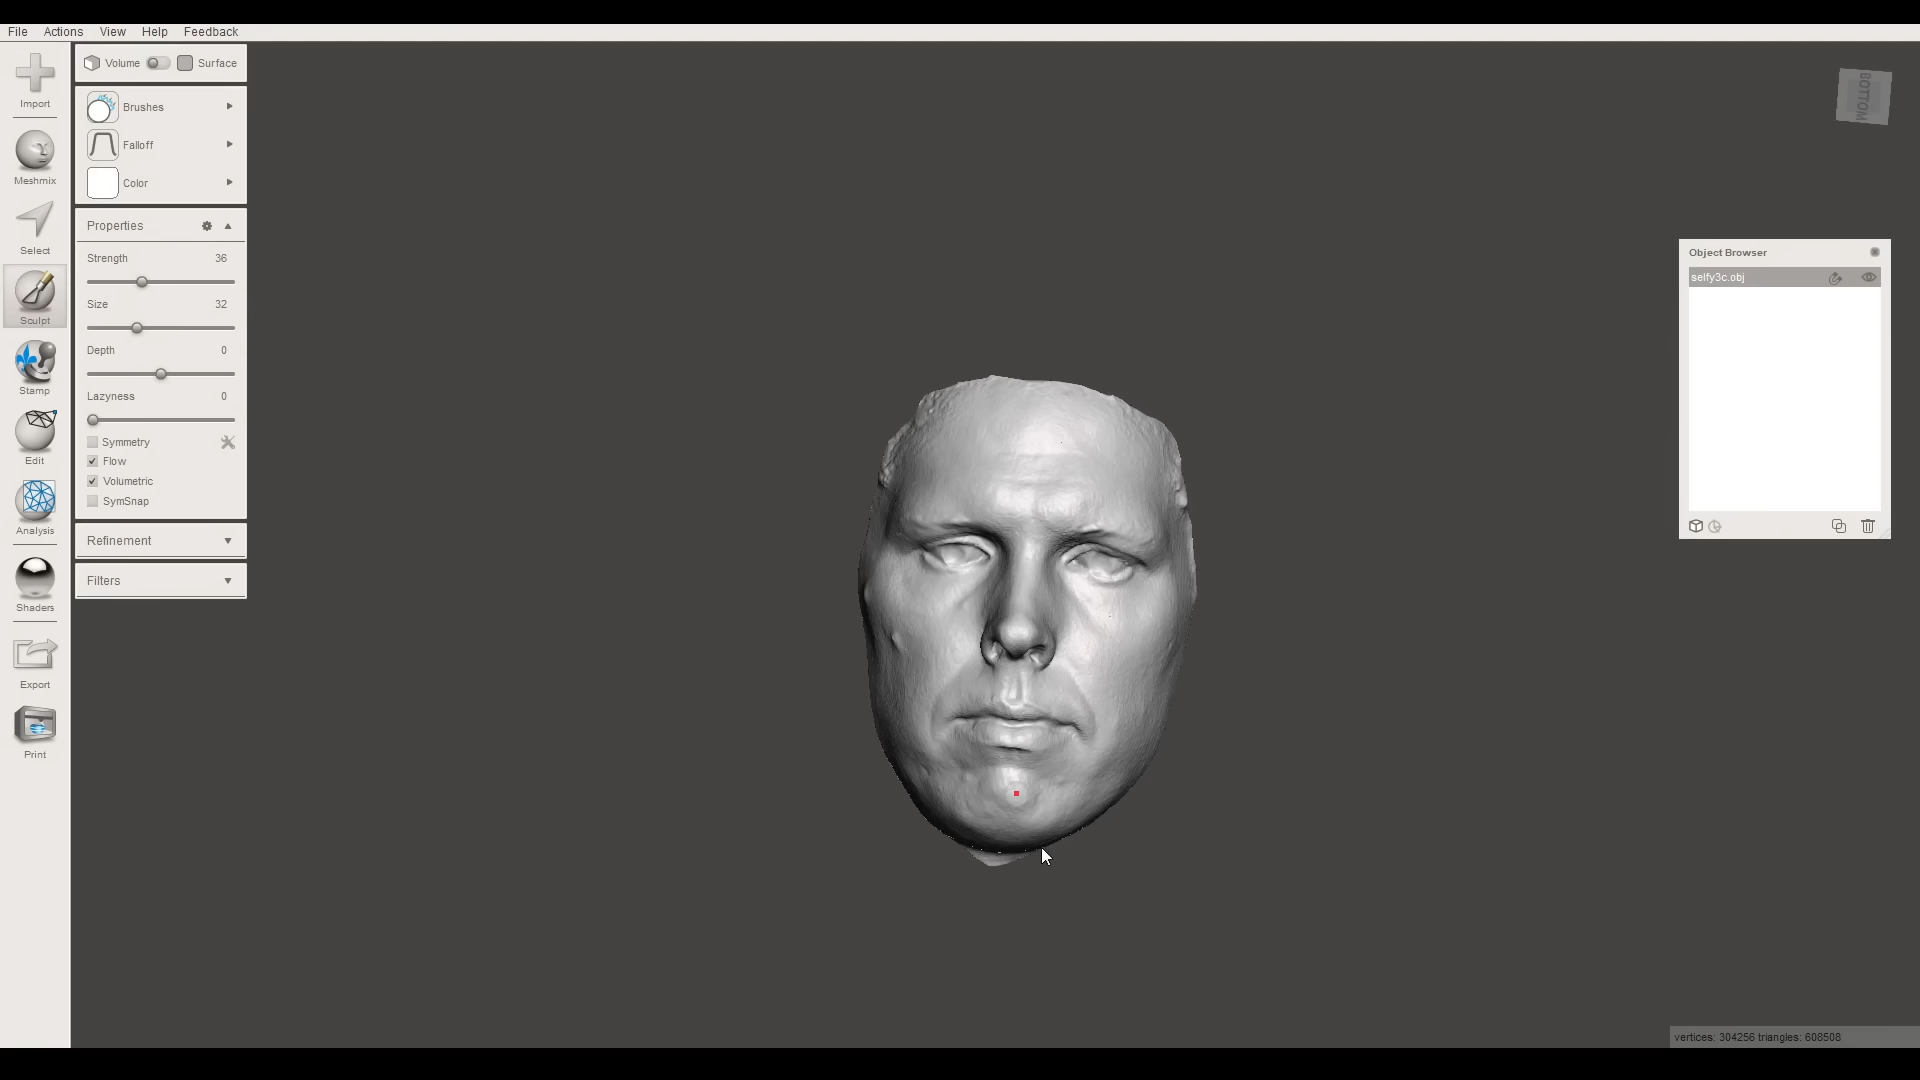 File Actions View Help Feedback
Import
Meshmix
Select
Sculpt
Stamp
Edit
Analysis
Shaders
Export
Print
Volume Surface
Brushes
Falloff
Color
Properties
Strength 36
Size 32
Depth 0
Lazyness 0
Symmetry
Flow
Volumetric
SymSnap
Refinement
Filters
BOTTOM
Object Browser
selfy3c.obj
vertices: 304256 triangles: 608508